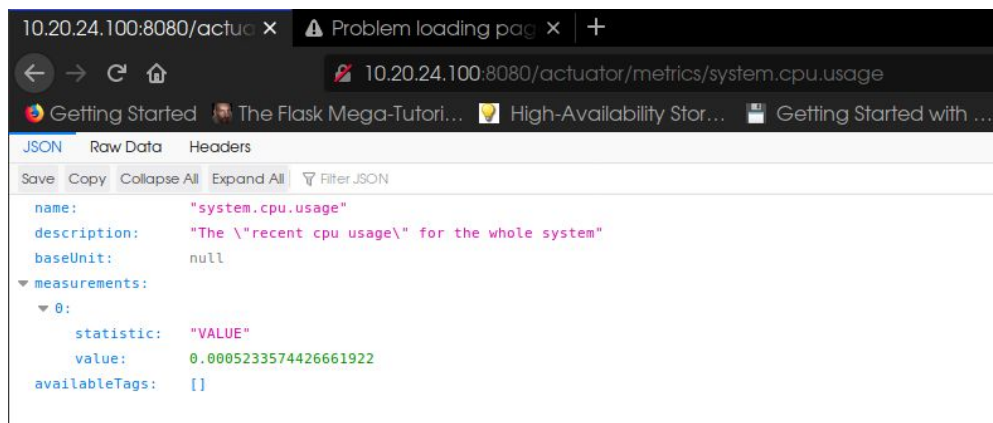 10.20.24.100:8080/actua
Problem loading pag
10.20.24.100:8080/actuator/metrics/system.cpu.usage
Getting Started The Flask Mega-Tutori... High-Availability Stor... Getting Started with ...
JSON Raw Data Headers
Save Copy Collapse All Expand All Filter JSON
name: "system.cpu.usage"
description: "The \"recent cpu usage\" for the whole system"
baseUnit: null
measurements:
0:
statistic: "VALUE"
value: 0.0005233574426661922
availableTags: []